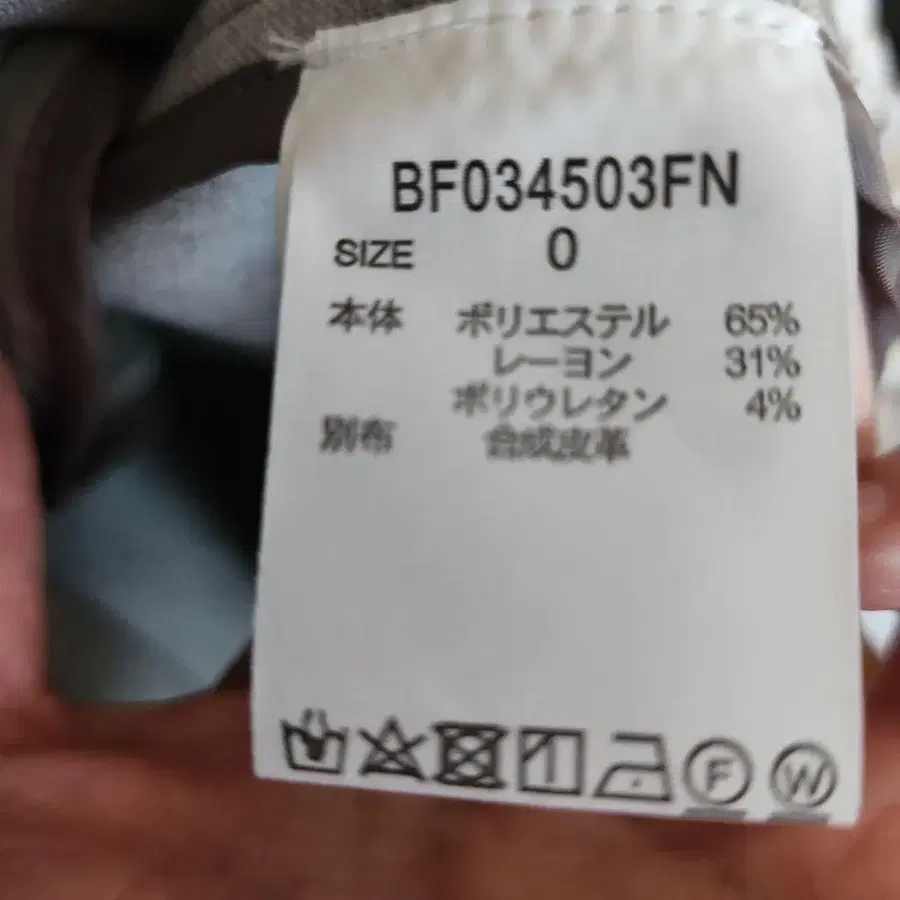 BF034503FN
SIZE 0
本体 ポリエステル 65%
レーヨン 31%
ポリウレタン 4%
別布 合成皮革
F W